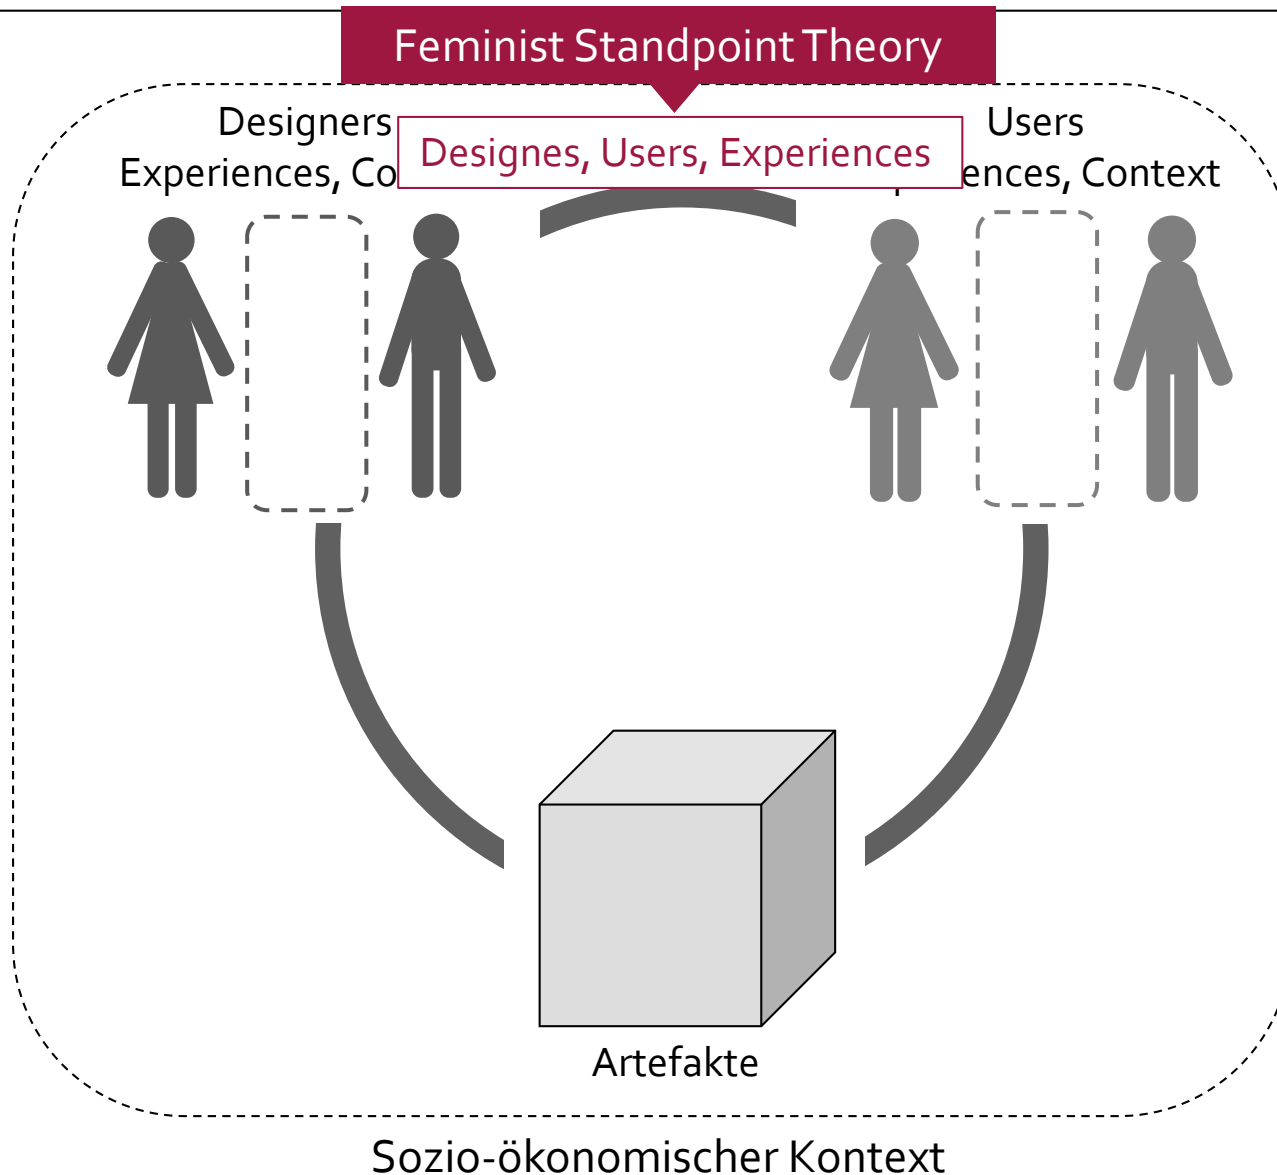 Feminist Standpoint Theory
Designers
Experiences, Co
Designes, Users, Experiences
Users
ences, Context
Artefakte
Sozio-ökonomischer Kontext